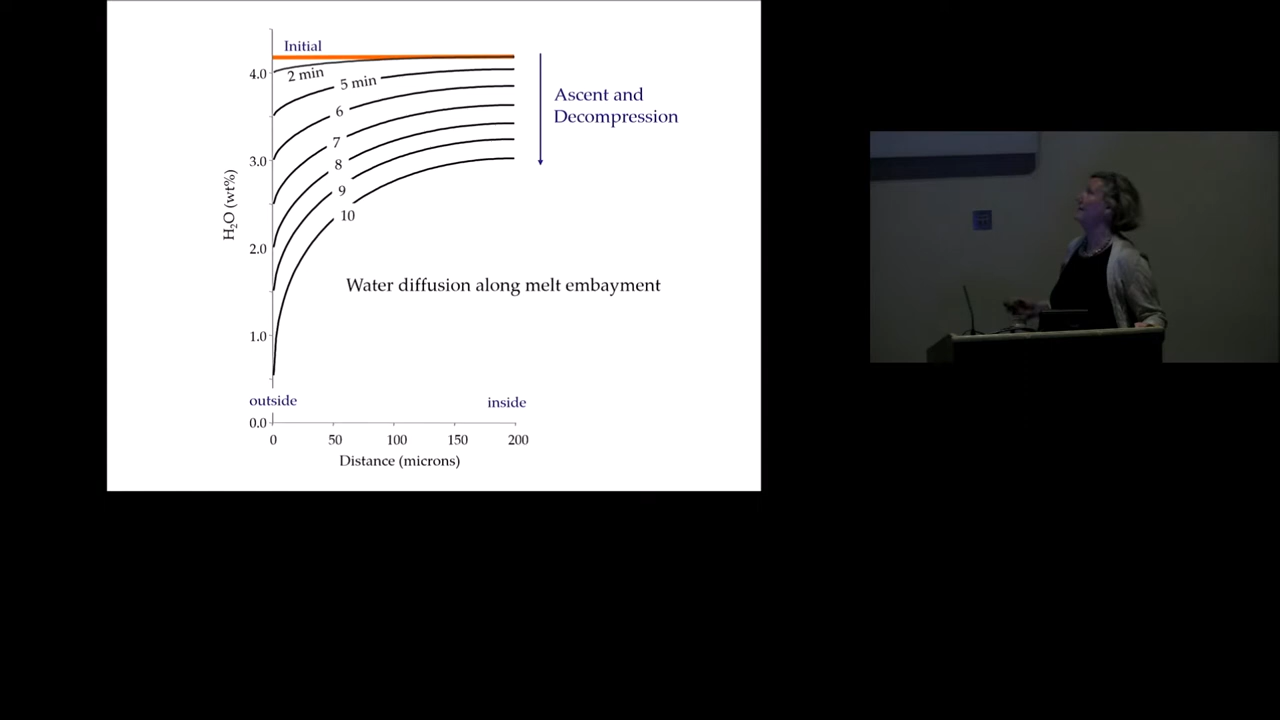 Initial
4.0
2 min
5 min
Ascent and
Decompression
6
7
3.0
8
9
10
H₂O (wt%)
2.0
Water diffusion along melt embayment
1.0
outside
inside
0.0
0 50 100 150 200
Distance (microns)